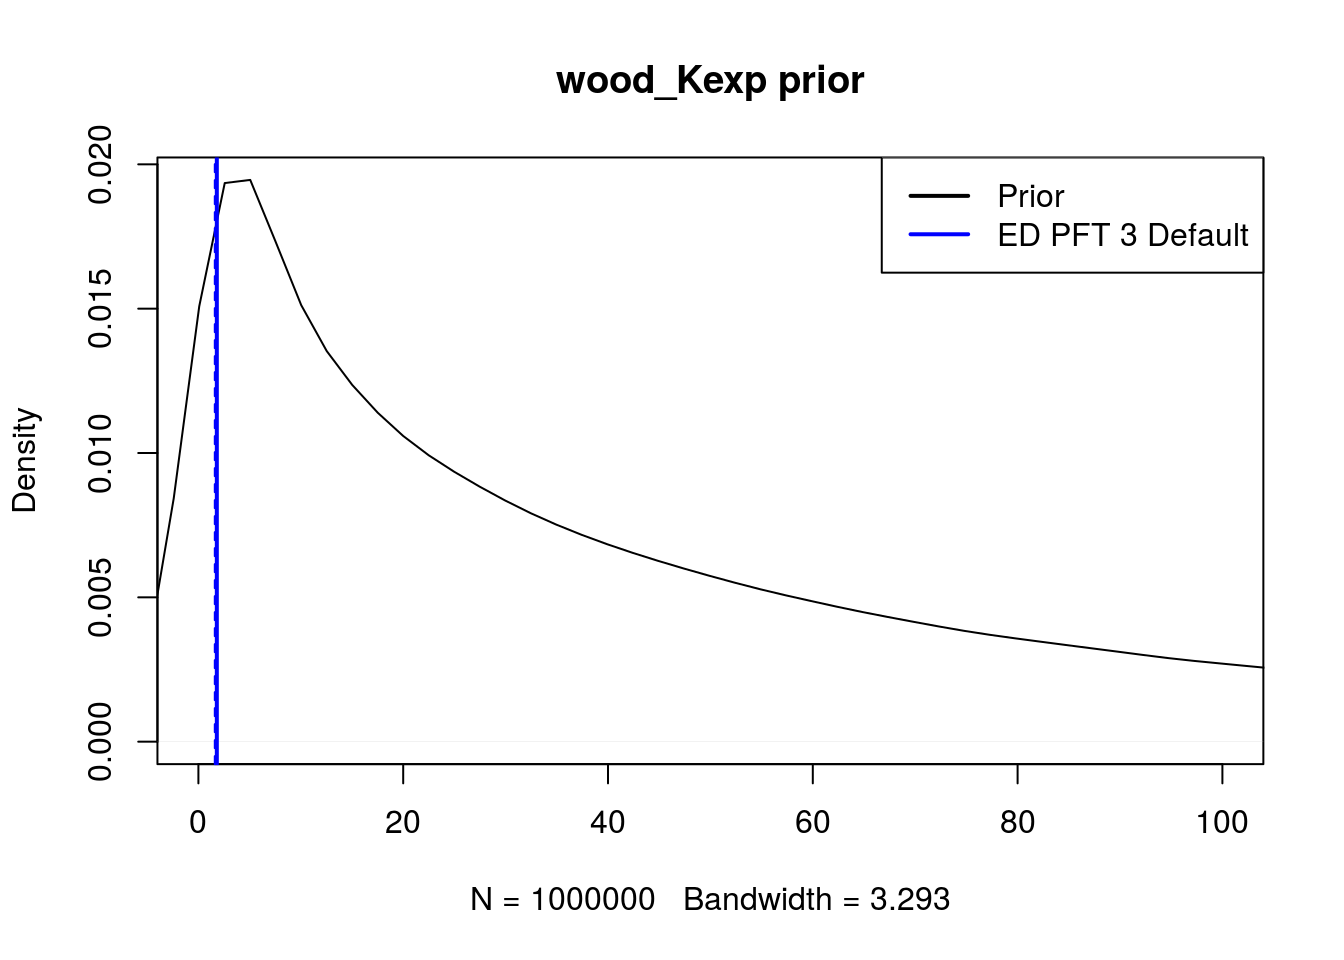 wood_Kexp prior
Prior
ED PFT 3 Default
Density
0.020
0.015
0.010
0.005
0.000
0 20 40 60 80 100
N = 1000000 Bandwidth = 3.293